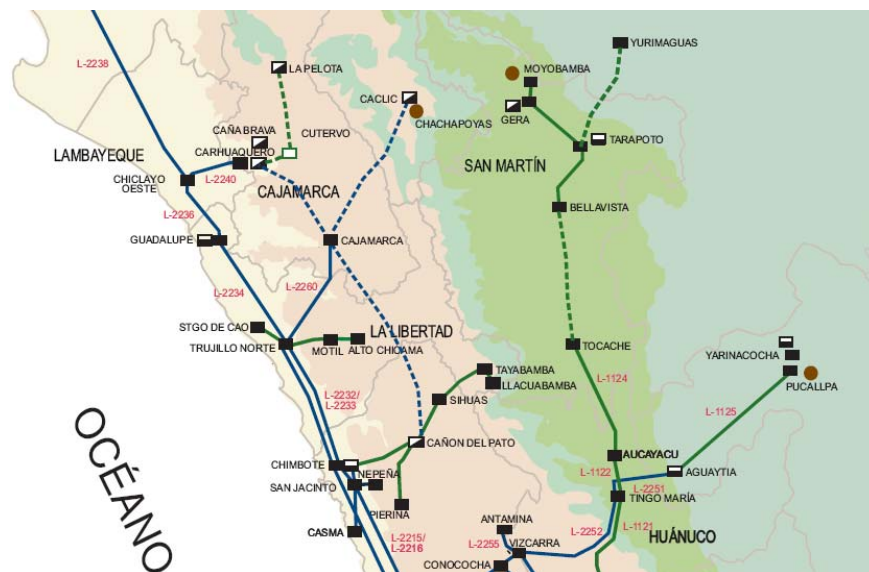 YURIMAGUAS
L-2238
LA PELOTA
MOYOBAMBA
CACLIC
GERA
CHACHAPOYAS
CAÑA BRAVA
CUTERVO
TARAPOTO
LAMBAYEQUE
CARHUAQUERO
SAN MARTÍN
CHICLAYO
OESTE
L-2240
CAJAMARCA
BELLAVISTA
L-2236
GUADALUPE
CAJAMARCA
L-2234
L-2260
STGO DE CAO
LA LIBERTAD
TRUJILLO NORTE
MOTIL
ALTO CHICAMA
TOCACHE
YARINACOCHA
TAYABAMBA
LLACUABAMBA
L-1124
PUCALLPA
L-2232/
L-2233
SIHUAS
L-1125
OCÉANO
CAÑON DEL PATO
AUCAYACU
CHIMBOTE
NEPEÑA
L-1122
AGUAYTIA
SAN JACINTO
L-2251
TINGO MARÍA
PIERINA
CASMA
ANTAMINA
L-2252
L-1121
HUÁNUCO
L-2215/
L-2216
L-2255
VIZCARRA
CONOCOCHA